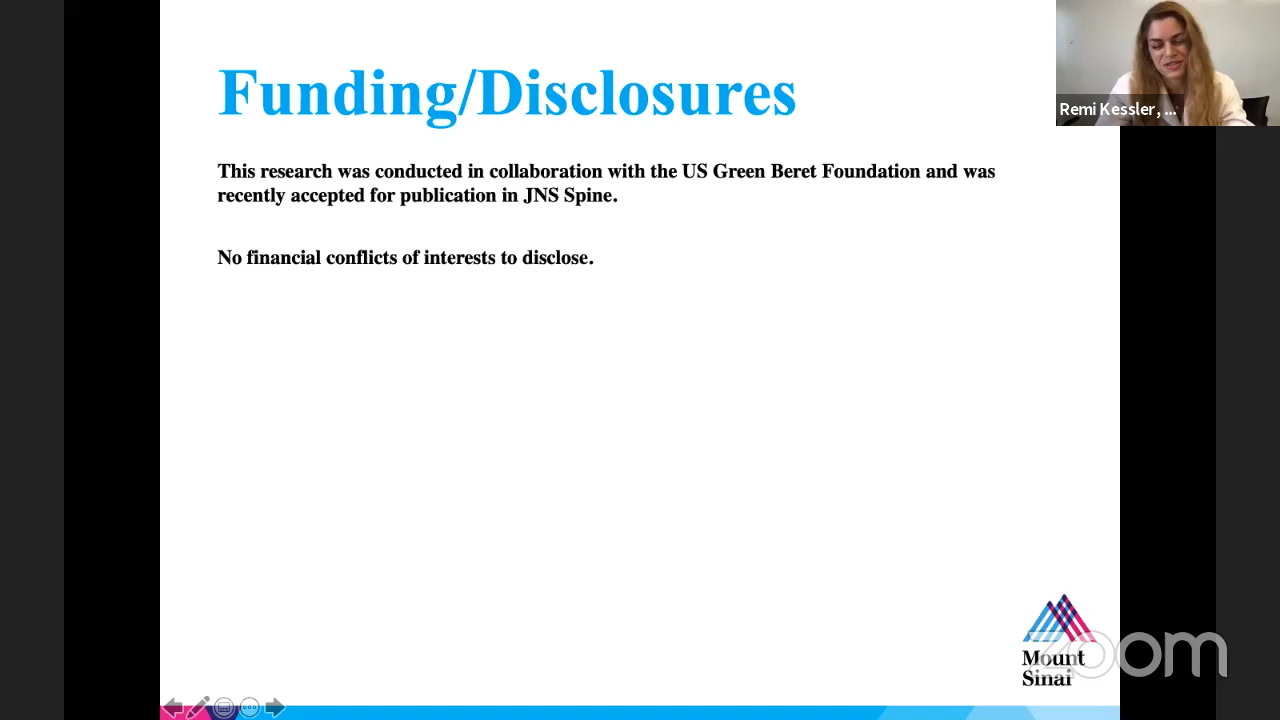 Funding/Disclosures
Remi Kessler, ...
This research was conducted in collaboration with the US Green Beret Foundation and was
recently accepted for publication in JNS Spine.
No financial conflicts of interests to disclose.
zoom
Mount
Sinai